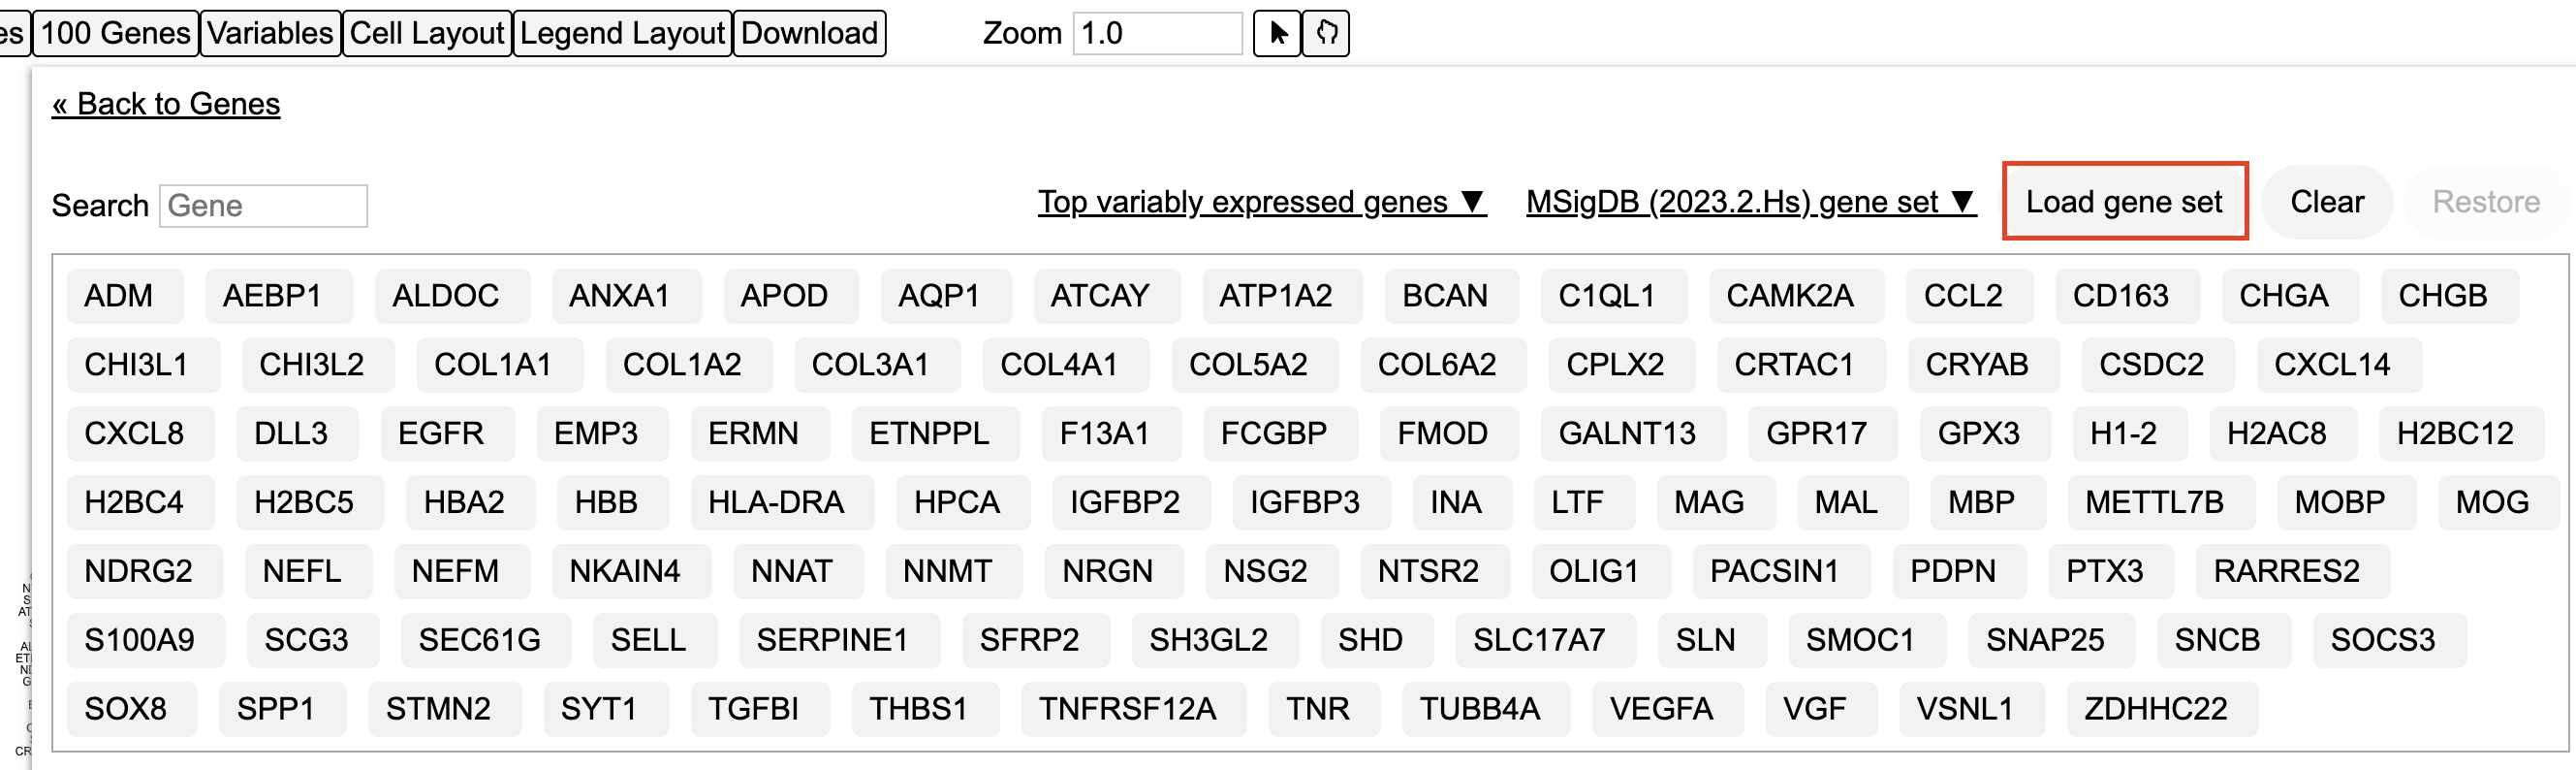 es 100 Genes Variables Cell Layout Legend Layout Download Zoom 1.0
« Back to Genes
Search Gene Top variably expressed genes ▼ MSigDB (2023.2.Hs) gene set ▼ Load gene set Clear Restore
ADM AEBP1 ALDOC ANXA1 APOD AQP1 ATCAY ATP1A2 BCAN C1QL1 CAMK2A CCL2 CD163 CHGA CHGB
CHI3L1 CHI3L2 COL1A1 COL1A2 COL3A1 COL4A1 COL5A2 COL6A2 CPLX2 CRTAC1 CRYAB CSDC2 CXCL14
CXCL8 DLL3 EGFR EMP3 ERMN ETNPPL F13A1 FCGBP FMOD GALNT13 GPR17 GPX3 H1-2 H2AC8 H2BC12
H2BC4 H2BC5 HBA2 HBB HLA-DRA HPCA IGFBP2 IGFBP3 INA LTF MAG MAL MBP METTL7B MOBP MOG
NDRG2 NEFL NEFM NKAIN4 NNAT NNMT NRGN NSG2 NTSR2 OLIG1 PACSIN1 PDPN PTX3 RARRES2
S100A9 SCG3 SEC61G SELL SERPINE1 SFRP2 SH3GL2 SHD SLC17A7 SLN SMOC1 SNAP25 SNCB SOCS3
SOX8 SPP1 STMN2 SYT1 TGFBI THBS1 TNFRSF12A TNR TUBB4A VEGFA VGF VSNL1 ZDHHC22